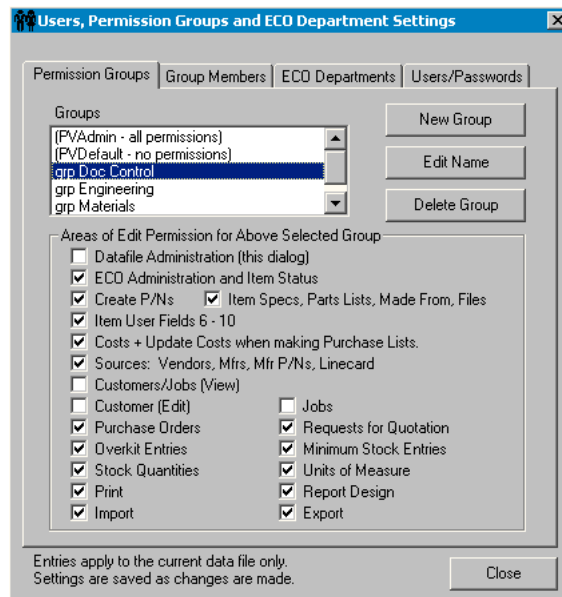 Users, Permission Groups and ECO Department Settings
Permission Groups Group Members ECO Departments Users/Passwords
Groups
(PVAdmin - all permissions)
(PVDefault - no permissions)
grp Doc Control
grp Engineering
grp Materials
New Group
Edit Name
Delete Group
Areas of Edit Permission for Above Selected Group
Datafile Administration (this dialog)
ECO Administration and Item Status
Create P/Ns Item Specs, Parts Lists, Made From, Files
Item User Fields 6 - 10
Costs + Update Costs when making Purchase Lists.
Sources: Vendors, Mfrs, Mfr P/Ns, Linecard
Customers/Jobs (View)
Customer (Edit) Jobs
Purchase Orders Requests for Quotation
Overkit Entries Minimum Stock Entries
Stock Quantities Units of Measure
Print Report Design
Import Export
Entries apply to the current data file only.
Settings are saved as changes are made.
Close